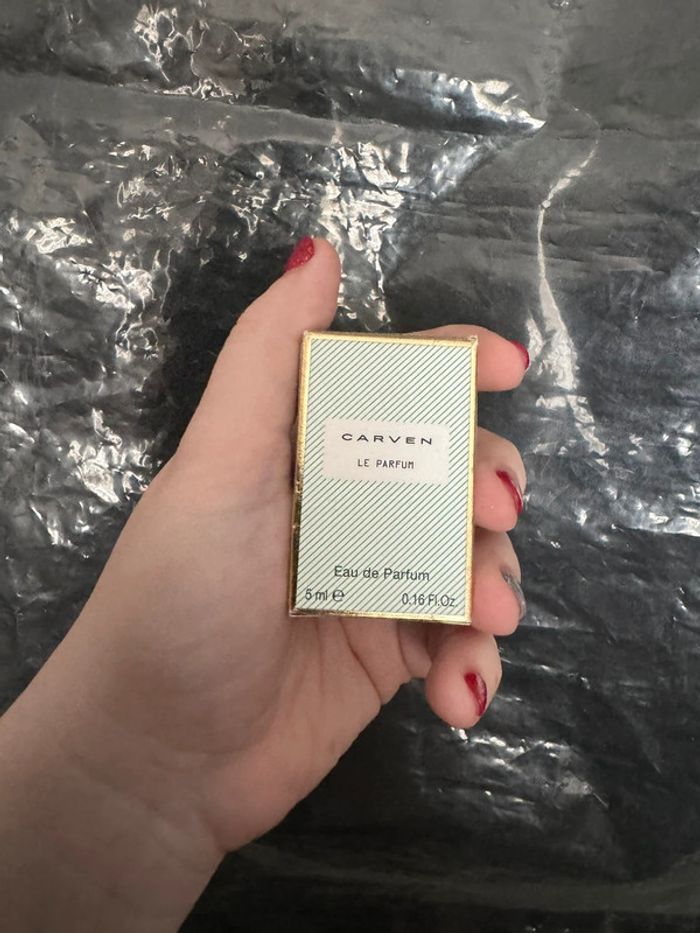 CARVEN
LE PARFUM
Eau de Parfum
5 ml ℮ 0.16 Fl.Oz